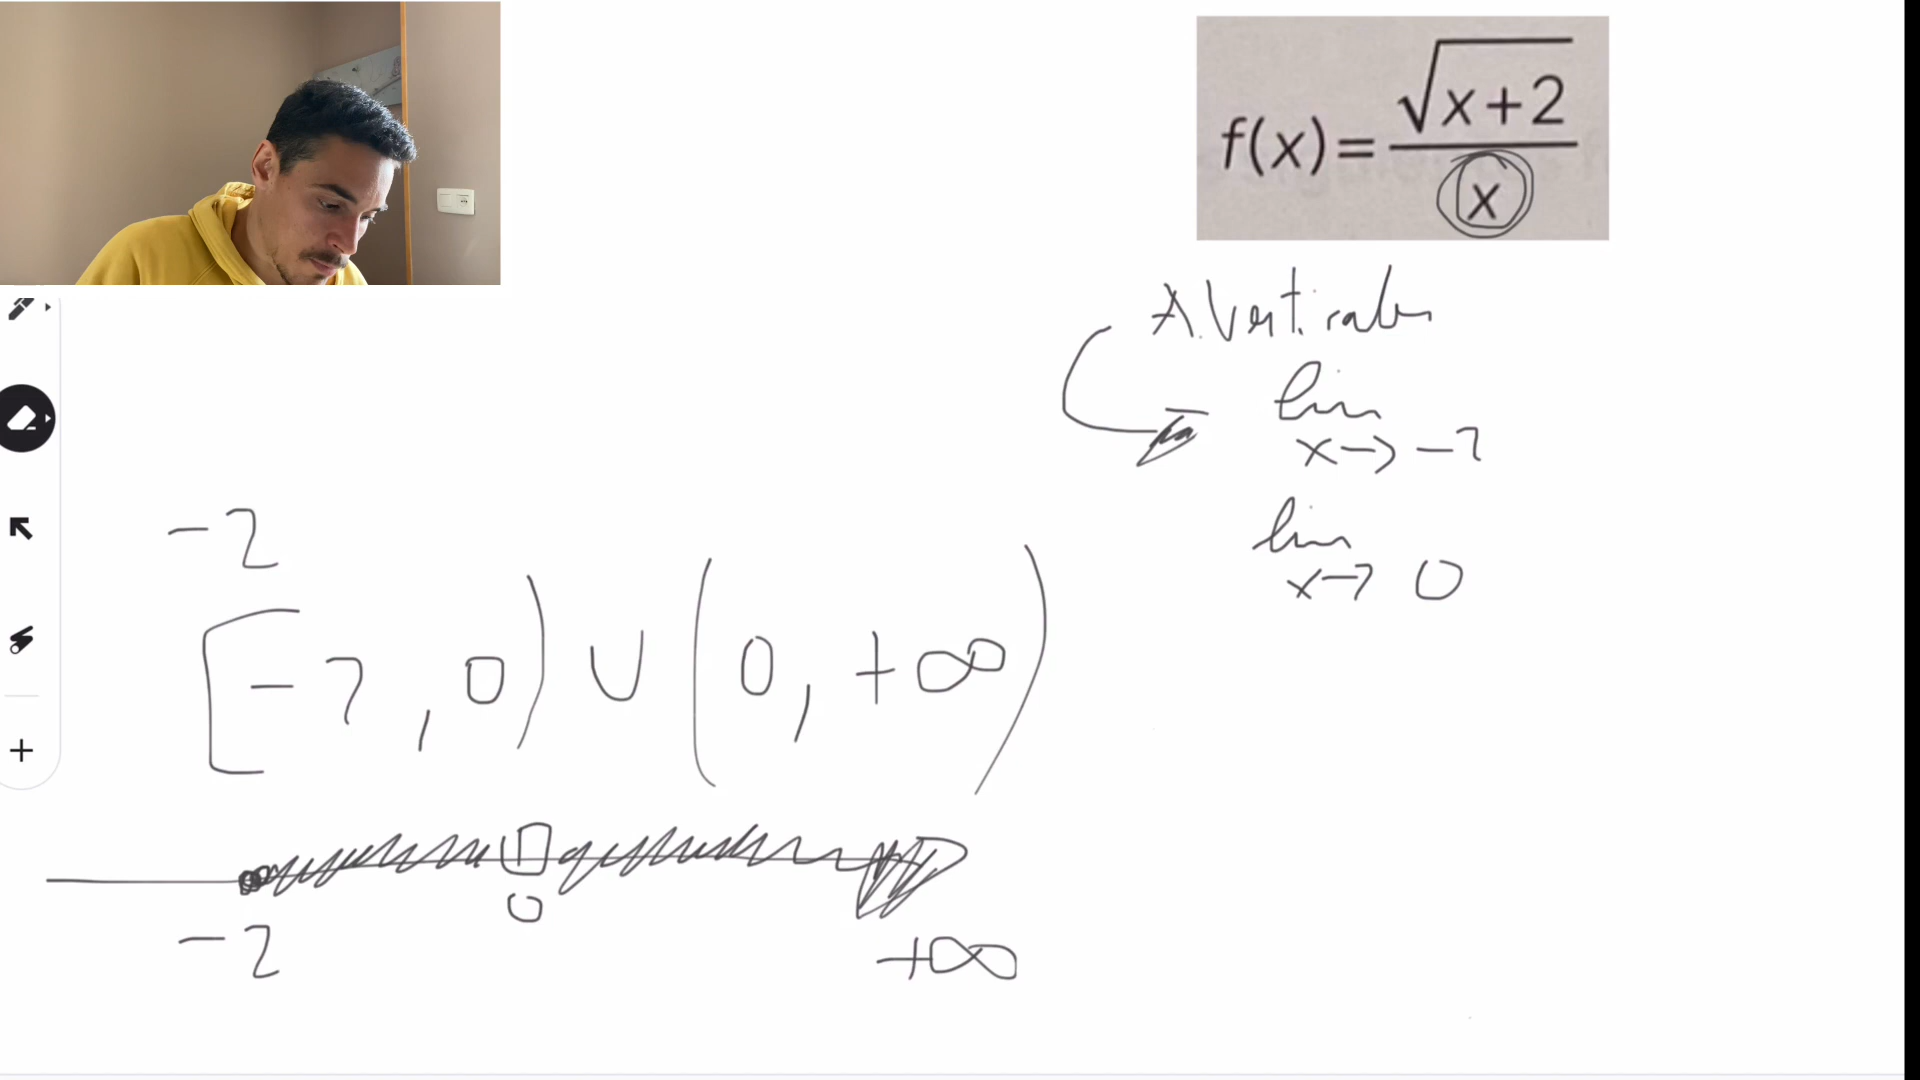 f(x) = √x+2 / x
A. Verticales
lim
x→ -2
lim
x→ 0
-2
[-2, 0) ∪ (0, +∞)
0
-2
+∞